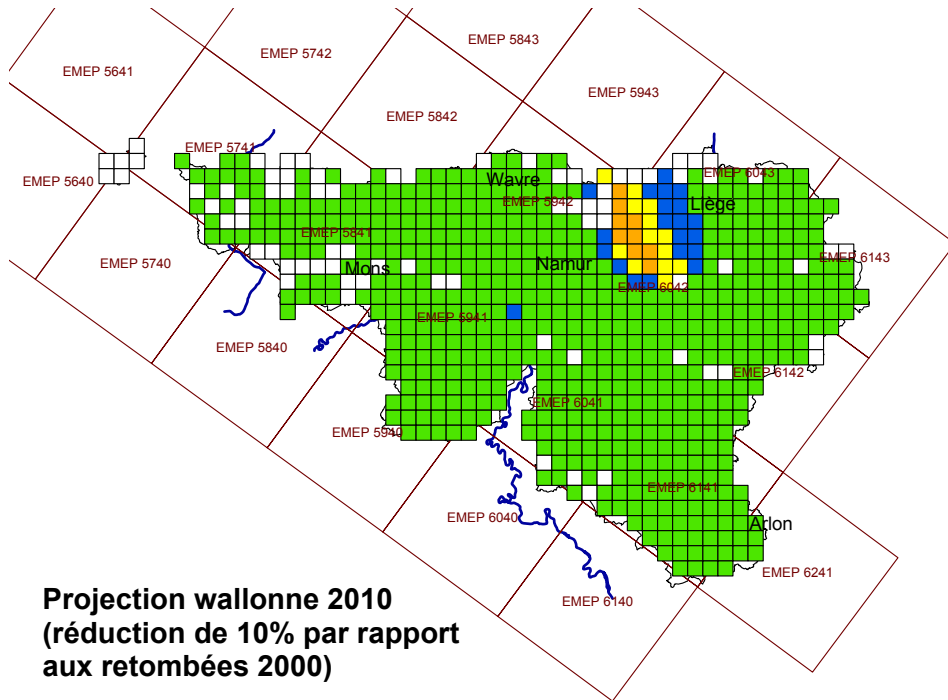 EMEP 5843
EMEP 5742
EMEP 5641
EMEP 5943
EMEP 5842
EMEP 5741
EMEP 6043
EMEP 5640
Wavre
EMEP 5942
Liège
EMEP 5841
EMEP 6143
EMEP 5740
Mons
Namur
EMEP 6042
EMEP 5941
EMEP 5840
EMEP 6142
EMEP 6041
EMEP 5940
EMEP 6141
EMEP 6040
Arlon
EMEP 6241
EMEP 6140
Projection wallonne 2010
(réduction de 10% par rapport
aux retombées 2000)